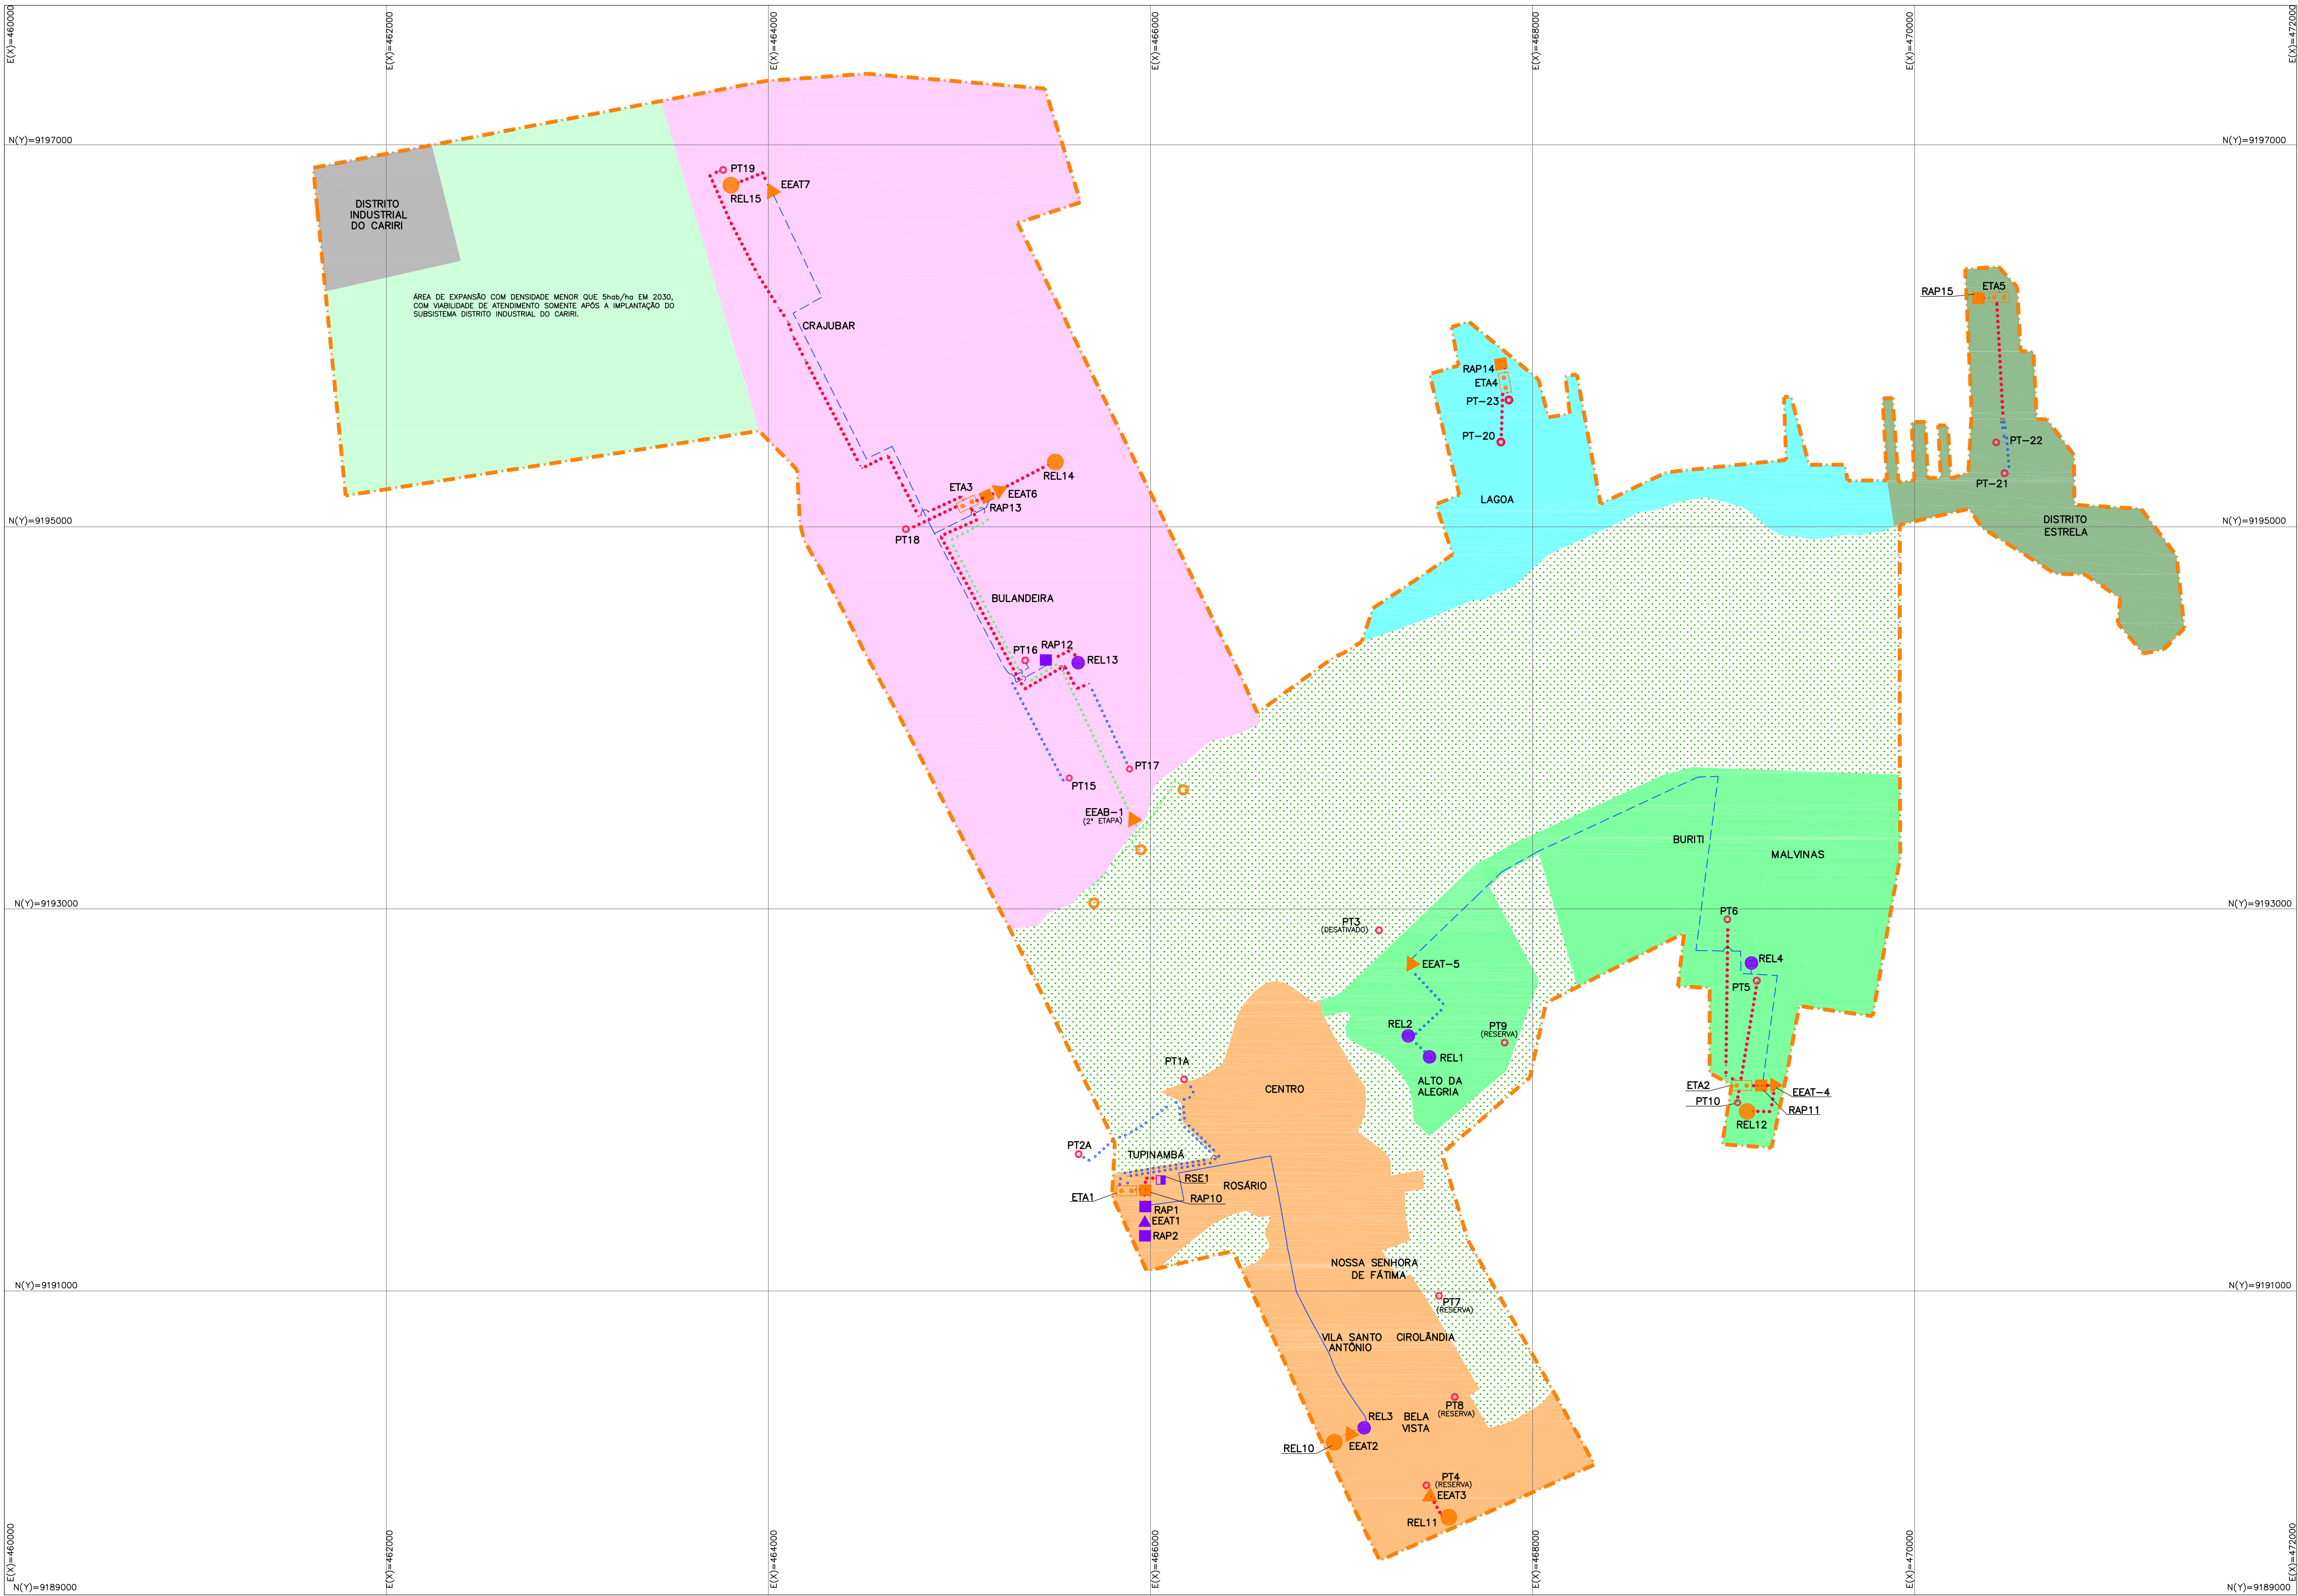 E(X)=460000
E(X)=462000
E(X)=464000
E(X)=466000
E(X)=468000
E(X)=470000
E(X)=472000
N(Y)=9197000
N(Y)=9197000
PT19
REL15
EEAT7
DISTRITO
INDUSTRIAL
DO CARIRI
ÁREA DE EXPANSÃO COM DENSIDADE MENOR QUE 5hab/ha EM 2030,
COM VIABILIDADE DE ATENDIMENTO SOMENTE APÓS A IMPLANTAÇÃO DO
SUBSISTEMA DISTRITO INDUSTRIAL DO CARIRI.
CRAJUBAR
RAP15
ETA5
RAP14
ETA4
PT-23
PT-20
PT-22
PT-21
REL14
ETA3
EEAT6
RAP13
LAGOA
N(Y)=9195000
PT18
DISTRITO
ESTRELA
N(Y)=9195000
BULANDEIRA
PT16
RAP12
REL13
PT17
PT15
EEAB-1
(2ª ETAPA)
BURITI
MALVINAS
N(Y)=9193000
N(Y)=9193000
PT3
(DESATIVADO)
PT6
EEAT-5
REL4
PT5
REL2
PT9
(RESERVA)
REL1
PT1A
CENTRO
ALTO DA
ALEGRIA
ETA2
EEAT-4
PT10
RAP11
REL12
PT2A
TUPINAMBÁ
RSE1
ROSÁRIO
ETA1
RAP10
RAP1
EEAT1
RAP2
NOSSA SENHORA
DE FÁTIMA
N(Y)=9191000
N(Y)=9191000
PT7
(RESERVA)
VILA SANTO
ANTÔNIO
CIROLÂNDIA
PT8
(RESERVA)
REL3
BELA
VISTA
REL10
EEAT2
PT4
(RESERVA)
EEAT3
REL11
E(X)=460000
E(X)=462000
E(X)=464000
E(X)=466000
E(X)=468000
E(X)=470000
E(X)=472000
N(Y)=9189000
N(Y)=9189000